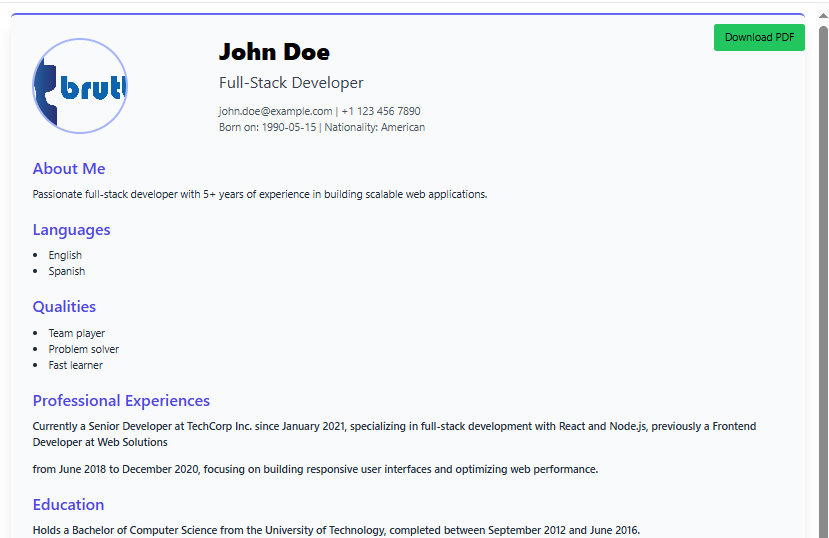 Download PDF
brutl
John Doe
Full-Stack Developer
john.doe@example.com | +1 123 456 7890
Born on: 1990-05-15 | Nationality: American
About Me
Passionate full-stack developer with 5+ years of experience in building scalable web applications.
Languages
• English
• Spanish
Qualities
• Team player
• Problem solver
• Fast learner
Professional Experiences
Currently a Senior Developer at TechCorp Inc. since January 2021, specializing in full-stack development with React and Node.js, previously a Frontend
Developer at Web Solutions
from June 2018 to December 2020, focusing on building responsive user interfaces and optimizing web performance.
Education
Holds a Bachelor of Computer Science from the University of Technology, completed between September 2012 and June 2016.